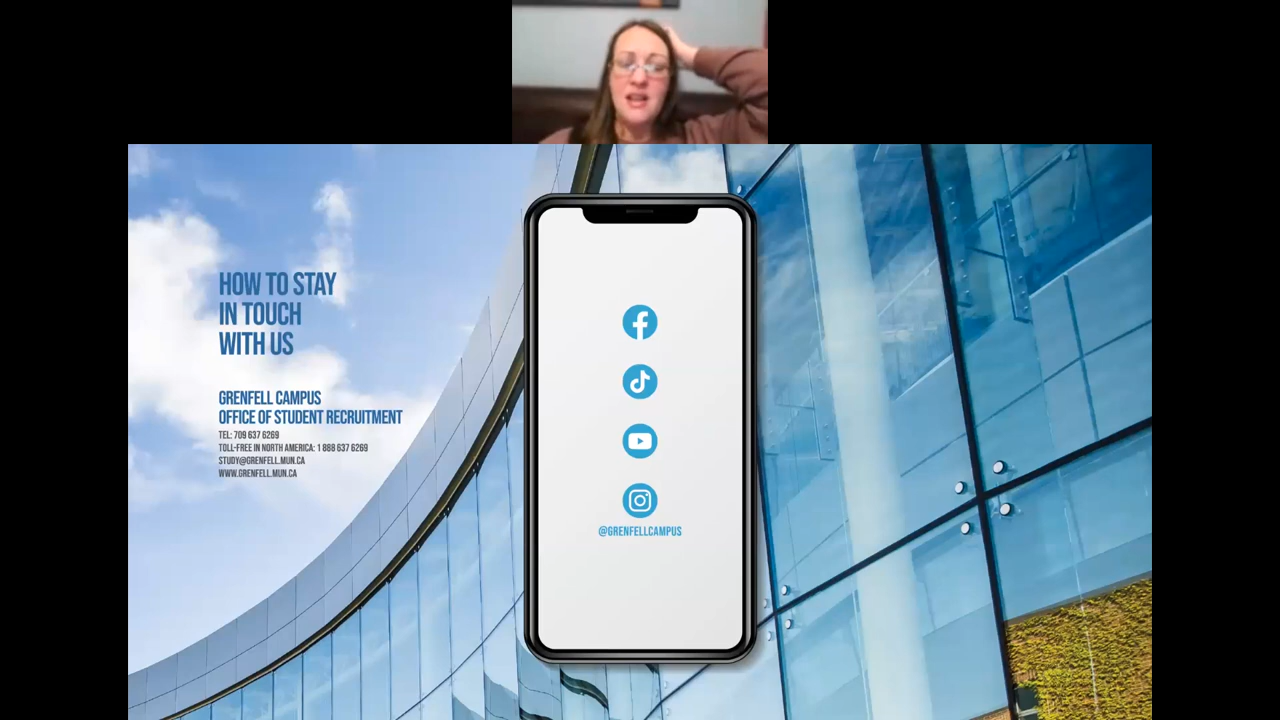 HOW TO STAY
IN TOUCH
WITH US
GRENFELL CAMPUS
OFFICE OF STUDENT RECRUITMENT
TEL: 709 637 6269
TOLL-FREE IN NORTH AMERICA: 1 888 637 6269
STUDY@GRENFELL.MUN.CA
WWW.GRENFELL.MUN.CA
@GRENFELLCAMPUS